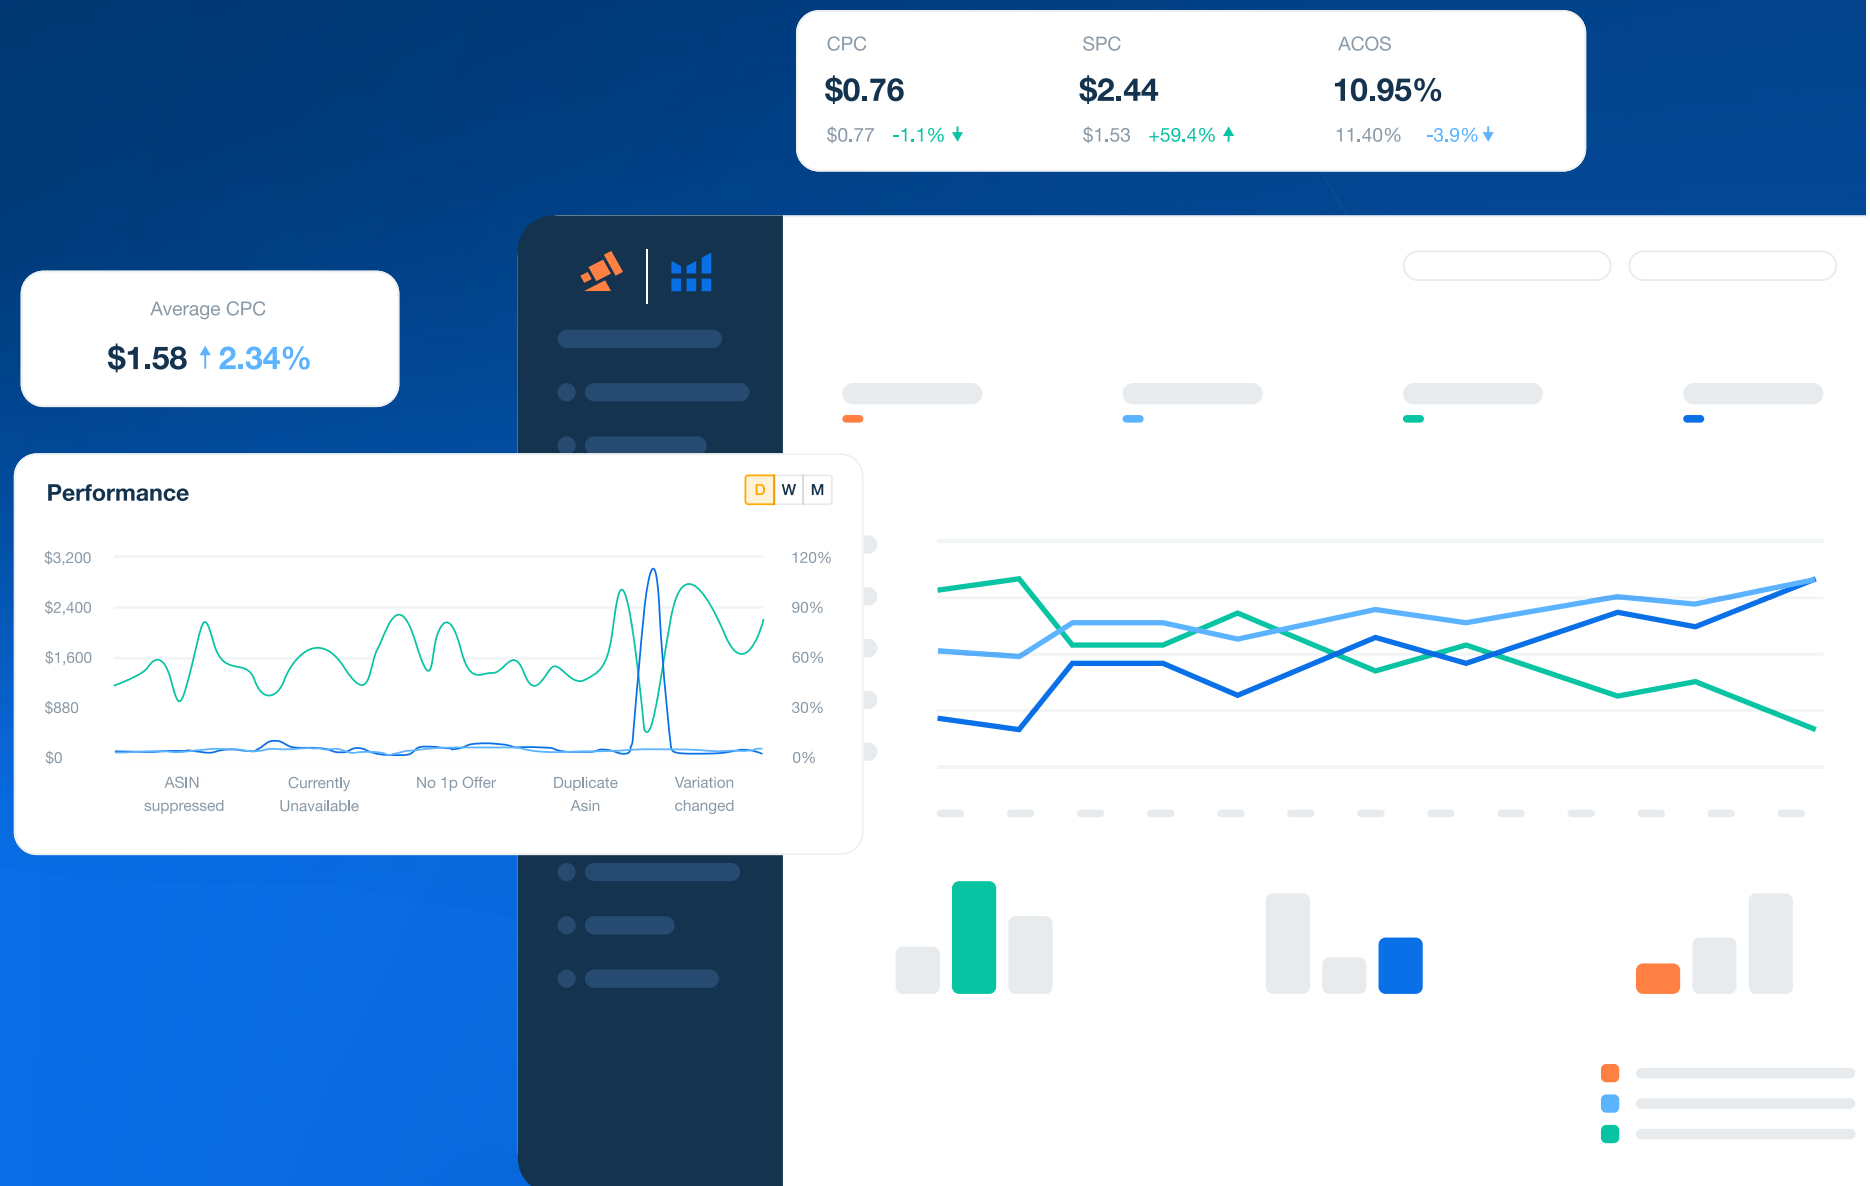 CPC SPC ACOS
$0.76 $2.44 10.95%
$0.77 -1.1% $1.53 +59.4% 11.40% -3.9%
Average CPC
$1.58 2.34%
Performance
D W M
$3,200 120%
$2,400 90%
$1,600 60%
$880 30%
$0 0%
ASIN Currently No 1p Offer Duplicate Variation
suppressed Unavailable Asin changed